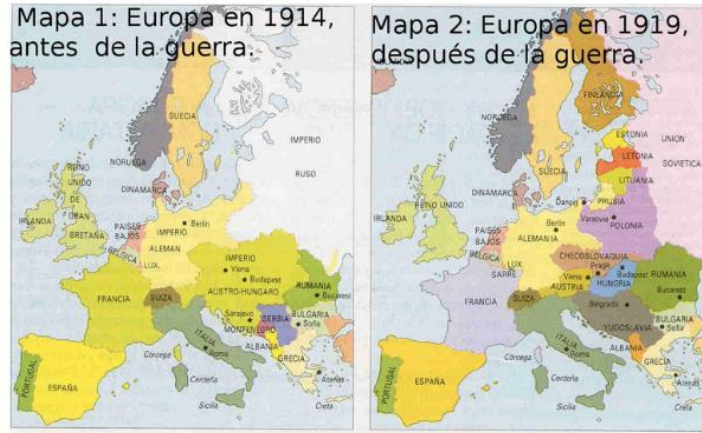 Mapa 1: Europa en 1914,
antes de la guerra.
SUECIA
NORUEGA
IMPERIO
RUSO
DINAMARCA
REINO
UNIDO
DE
GRAN
BRETAÑA
IRLANDA
PAISES
BAJOS
BELGICA
LUX.
Berlin
IMPERIO
ALEMAN
IMPERIO
Viena
Budapest
AUSTRO-HUNGARO
FRANCIA
SUIZA
RUMANIA
Bucarest
Sarajevo
SERBIA
MONTENEGRO
BULGARIA
Sofia
ITALIA
Roma
ALBANIA
GRECIA
Atenas
Córcega
Cerdeña
Sicilia
Creta
PORTUGAL
ESPAÑA
Mapa 2: Europa en 1919,
después de la guerra.
FINLANDIA
NORUEGA
SUECIA
ESTONIA
LETONIA
LITUANIA
UNION
SOVIETICA
DINAMARCA
IRLANDA
REINO UNIDO
PAISES
BAJOS
BELGICA
LUX.
SARRE
Danzig
PRUSIA
Berlin
Varsovia
ALEMANIA
POLONIA
CHECOSLOVAQUIA
Praga
Viena
Budapest
AUSTRIA
HUNGRIA
FRANCIA
SUIZA
RUMANIA
Bucarest
Belgrado
YUGOSLAVIA
BULGARIA
Sofia
ITALIA
Roma
ALBANIA
GRECIA
Atenas
Córcega
Cerdeña
Sicilia
Creta
PORTUGAL
ESPAÑA